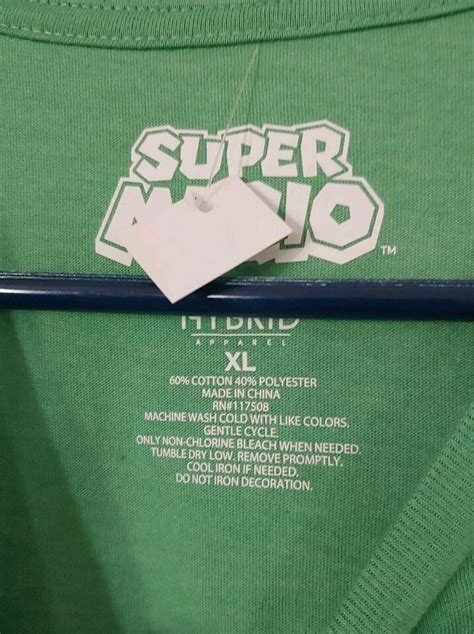 SUPER
MARIO
TM
HYBRID
APPAREL
XL
60% COTTON 40% POLYESTER
MADE IN CHINA
RN#117508
MACHINE WASH COLD WITH LIKE COLORS.
GENTLE CYCLE.
ONLY NON-CHLORINE BLEACH WHEN NEEDED.
TUMBLE DRY LOW. REMOVE PROMPTLY.
COOL IRON IF NEEDED.
DO NOT IRON DECORATION.